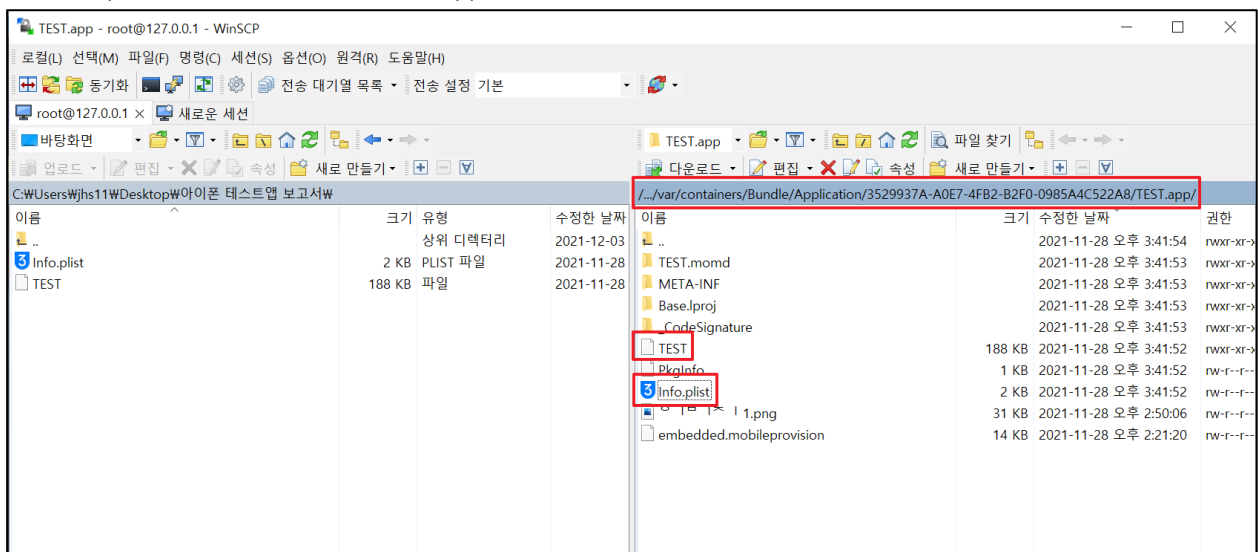 TEST.app - root@127.0.0.1 - WinSCP
로컬(L) 선택(M) 파일(F) 명령(C) 세션(S) 옵션(O) 원격(R) 도움말(H)
동기화 전송 대기열 목록 전송 설정 기본
root@127.0.0.1 × 새로운 세션
바탕화면
업로드 편집 속성 새로 만들기
C:₩Users₩jhs11₩Desktop₩아이폰 테스트앱 보고서₩
이름 크기 유형 수정한 날짜
.. 상위 디렉터리 2021-12-03
Info.plist 2 KB PLIST 파일 2021-11-28
TEST 188 KB 파일 2021-11-28
TEST.app 파일 찾기
다운로드 편집 속성 새로 만들기
/.../var/containers/Bundle/Application/3529937A-A0E7-4FB2-B2F0-0985A4C522A8/TEST.app/
이름 크기 수정한 날짜 권한
.. 2021-11-28 오후 3:41:54 rwxr-xr-x
TEST.momd 2021-11-28 오후 3:41:53 rwxr-xr-x
META-INF 2021-11-28 오후 3:41:53 rwxr-xr-x
Base.lproj 2021-11-28 오후 3:41:53 rwxr-xr-x
_CodeSignature 2021-11-28 오후 3:41:53 rwxr-xr-x
TEST 188 KB 2021-11-28 오후 3:41:52 rwxr-xr-x
PkgInfo 1 KB 2021-11-28 오후 3:41:52 rw-r--r--
Info.plist 2 KB 2021-11-28 오후 3:41:52 rw-r--r--
1.png 31 KB 2021-11-28 오후 2:50:06 rw-r--r--
embedded.mobileprovision 14 KB 2021-11-28 오후 2:21:20 rw-r--r--